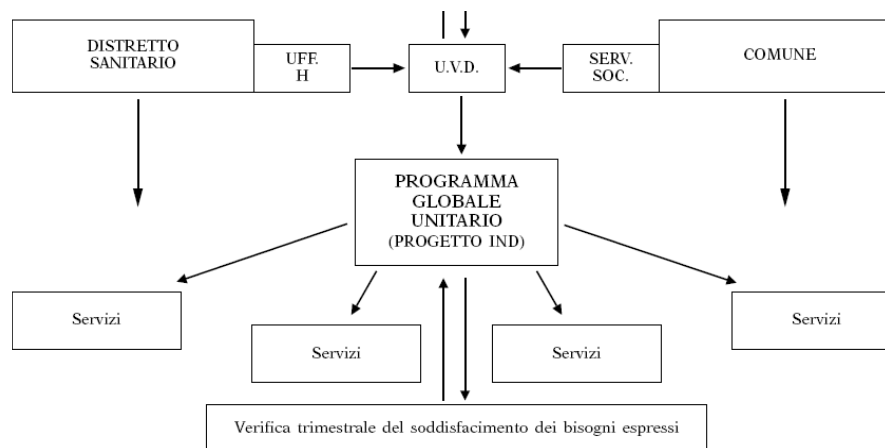 DISTRETTO
SANITARIO
UFF.
H
U.V.D.
SERV.
SOC.
COMUNE
PROGRAMMA
GLOBALE
UNITARIO
(PROGETTO IND)
Servizi
Servizi
Servizi
Servizi
Verifica trimestrale del soddisfacimento dei bisogni espressi